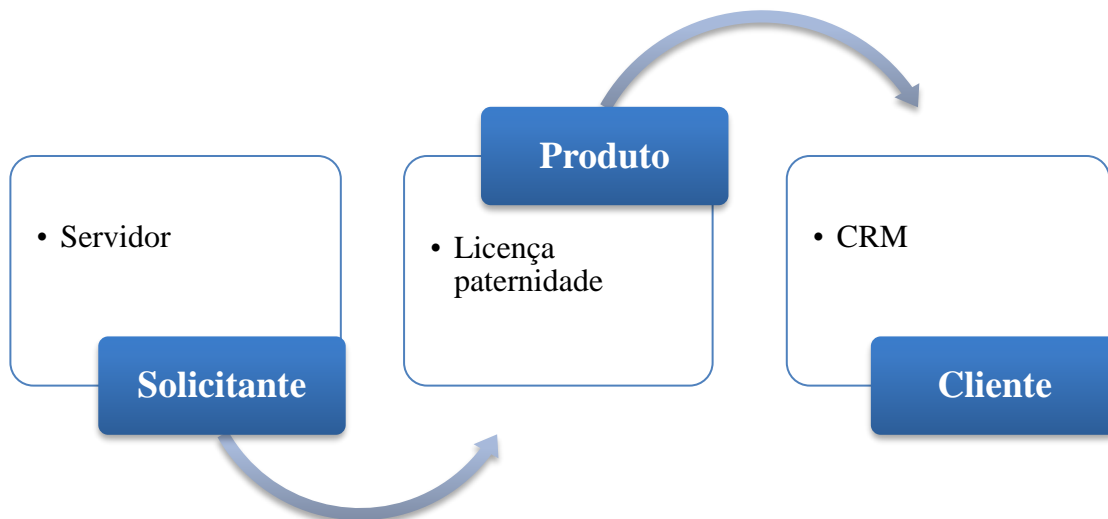 • Servidor
Solicitante
Produto
• Licença
paternidade
• CRM
Cliente